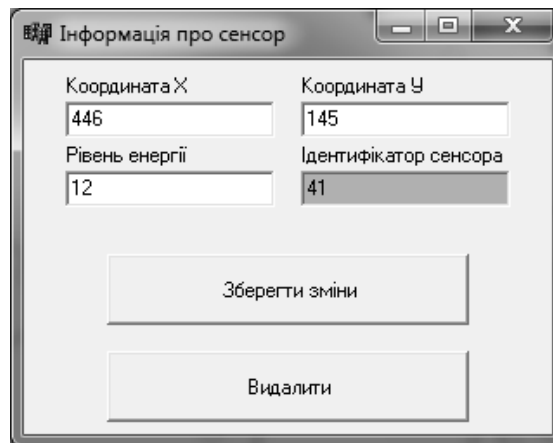 Інформація про сенсор
Координата X Координата У
446 145
Рівень енергії Ідентифікатор сенсора
12 41
Зберегти зміни
Видалити